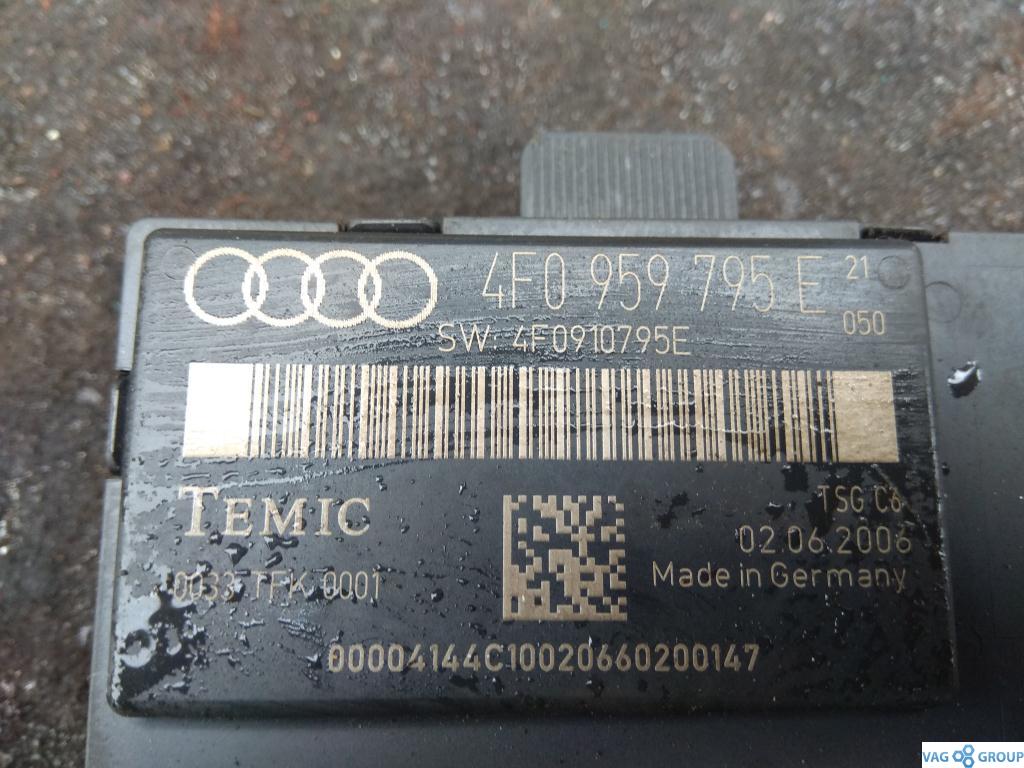 4F0 959 795 E 21
050
SW: 4F0910795E
TEMIC
TSG C6
02.06.2006
0033 TFK 0001
Made in Germany
00004144C10020660200147
VAG GROUP